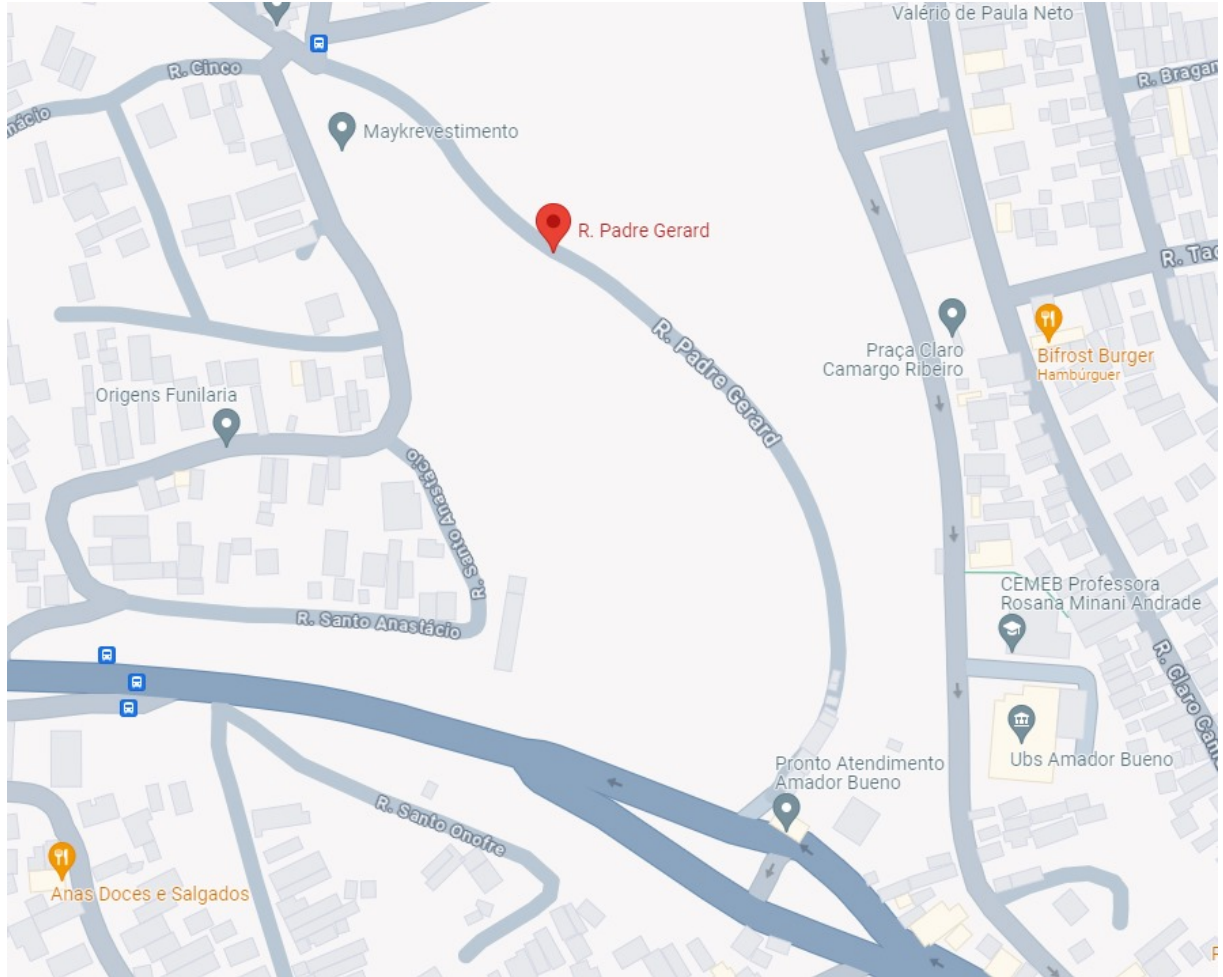 Valério de Paula Neto
R. Cinco
R. Bragan
nácio
Maykrevestimento
R. Padre Gerard
R. Tac
R. Padre Gerard
Praça Claro
Camargo Ribeiro
Bifrost Burger
Hambúrguer
Origens Funilaria
R. Santo Anastácio
CEMEB Professora
Rosana Minani Andrade
R. Santo Anastácio
R. Claro Cam
Ubs Amador Bueno
Pronto Atendimento
Amador Bueno
R. Santo Onofre
Anas Doces e Salgados